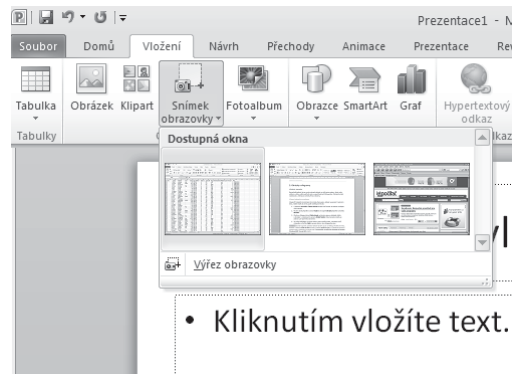 Prezentace1 - M
Soubor Domů Vložení Návrh Přechody Animace Prezentace Rev
Tabulka Obrázek Klipart Snímek obrazovky Fotoalbum Obrazce SmartArt Graf Hypertextový odkaz
Tabulky
Dostupná okna
Výřez obrazovky
• Kliknutím vložíte text.